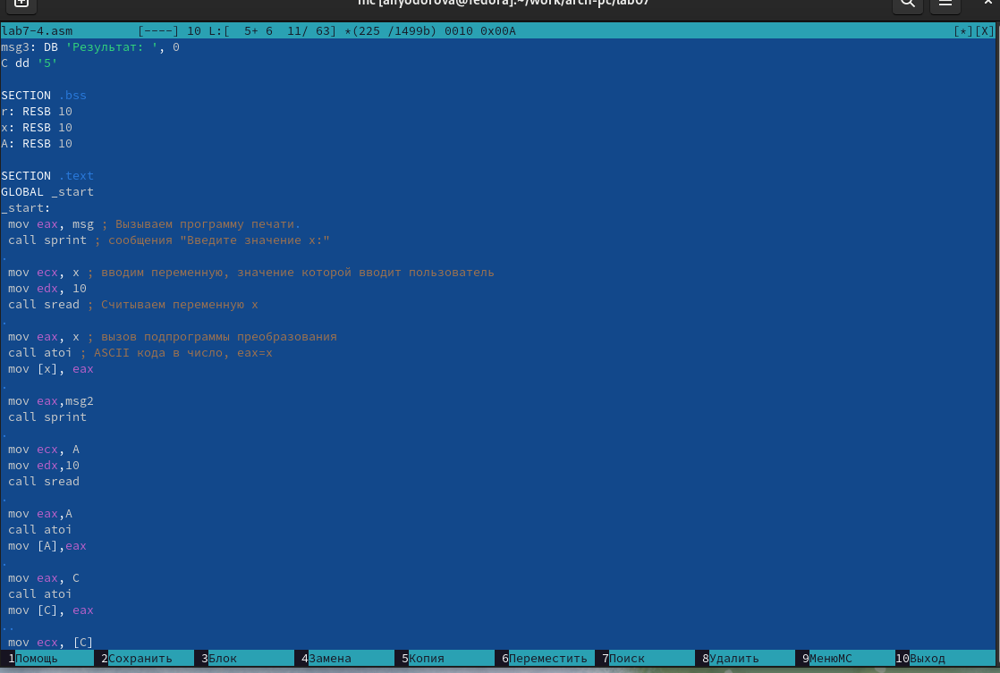 mc [anyodorova@fedora]:~/work/arch-pc/lab07
lab7-4.asm [----] 10 L:[ 5+ 6 11/ 63] *(225 /1499b) 0010 0x00A [*][X]
msg3: DB 'Результат: ', 0
C dd '5'
SECTION .bss
r: RESB 10
x: RESB 10
A: RESB 10
SECTION .text
GLOBAL _start
_start:
mov eax, msg ; Вызываем программу печати.
call sprint ; сообщения "Введите значение x:"
.
mov ecx, x ; вводим переменную, значение которой вводит пользователь
mov edx, 10
call sread ; Считываем переменную x
.
mov eax, x ; вызов подпрограммы преобразования
call atoi ; ASCII кода в число, eax=x
mov [x], eax
.
mov eax,msg2
call sprint
.
mov ecx, A
mov edx,10
call sread
.
mov eax,A
call atoi
mov [A],eax
.
mov eax, C
call atoi
mov [C], eax
..
mov ecx, [C]
1Помощь 2Сохранить 3Блок 4Замена 5Копия 6Переместить 7Поиск 8Удалить 9МенюMC 10Выход